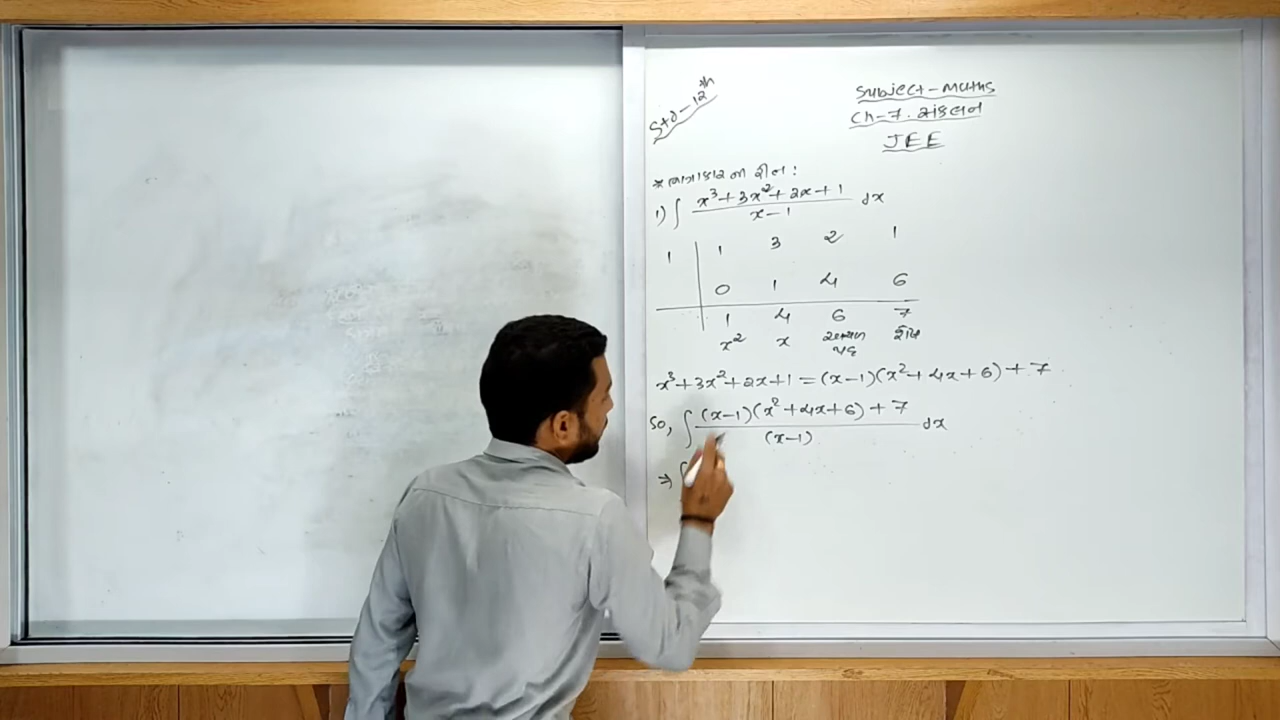 Std-12th
Subject-Maths
Ch-7. સંકલન
JEE
* ભાગાકારની રીત :
1) ∫ (x³+3x²+2x+1)/(x-1) dx
1 | 1 3 2 1
0 1 4 6
1 4 6 7
x² x અચળ પદ શેષ
x³+3x²+2x+1 = (x-1)(x²+4x+6)+7
So, ∫ ((x-1)(x²+4x+6)+7)/(x-1) dx
⇒ ∫